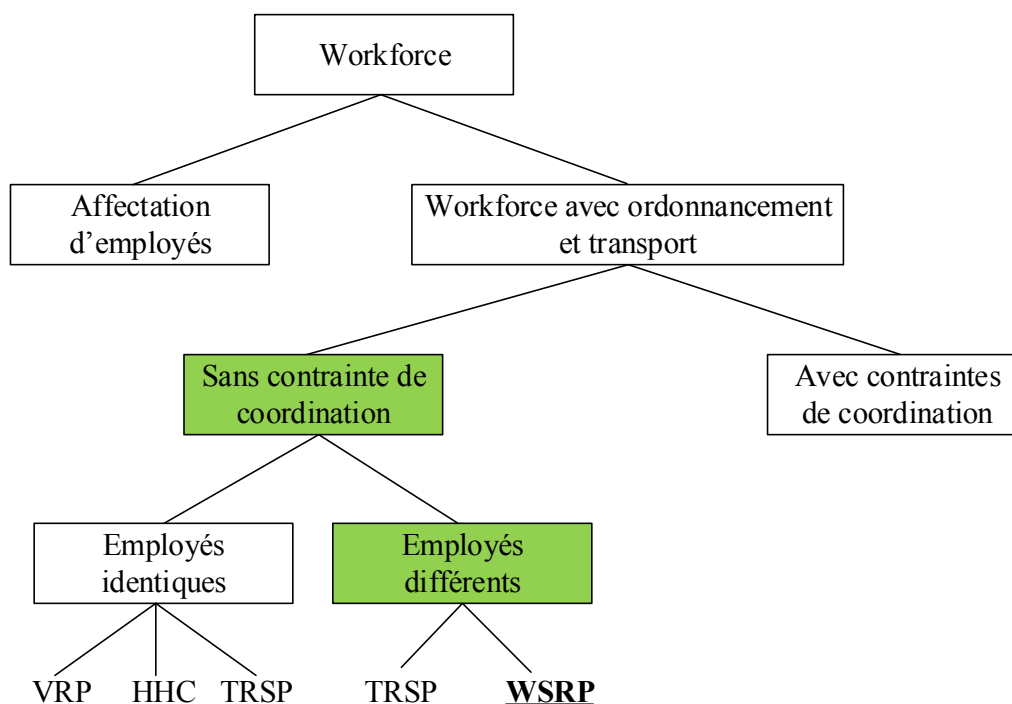 Workforce
Affectation
d’employés
Workforce avec ordonnancement
et transport
Sans contrainte de
coordination
Avec contraintes
de coordination
Employés
identiques
Employés
différents
VRP HHC TRSP TRSP WSRP